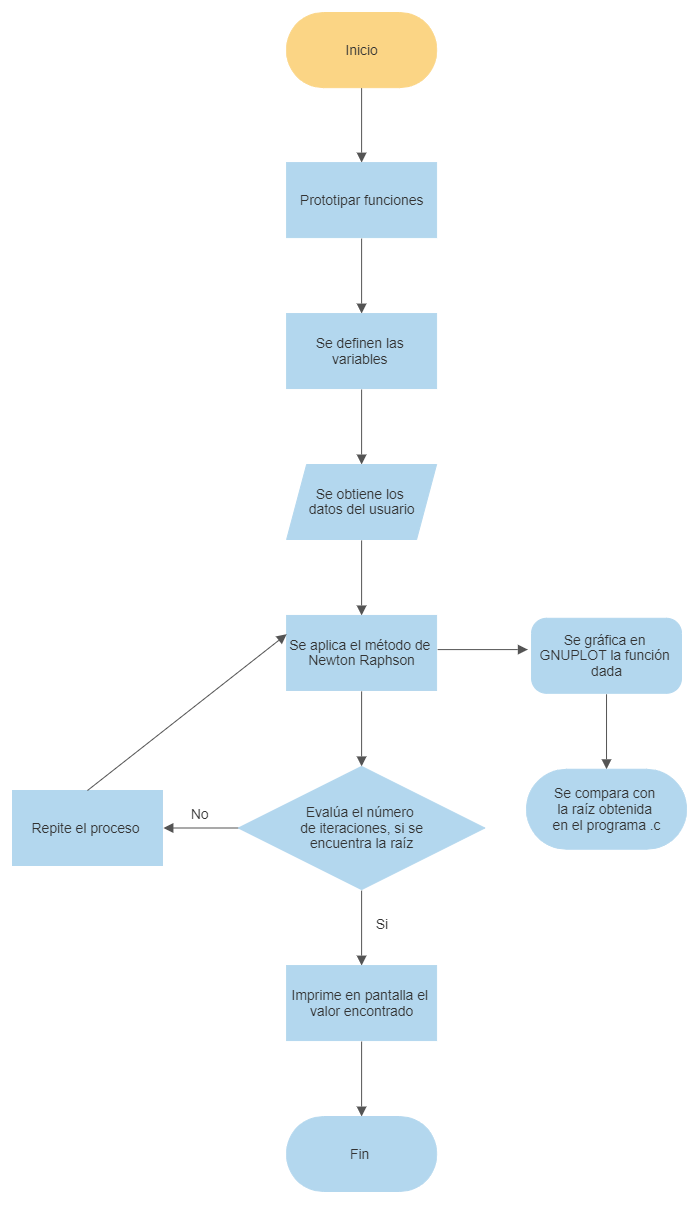 Inicio
Prototipar funciones
Se definen las
variables
Se obtiene los
datos del usuario
Se aplica el método de
Newton Raphson
Se gráfica en
GNUPLOT la función
dada
Se compara con
la raíz obtenida
en el programa .c
Evalúa el número
de iteraciones, si se
encuentra la raíz
No
Repite el proceso
Si
Imprime en pantalla el
valor encontrado
Fin